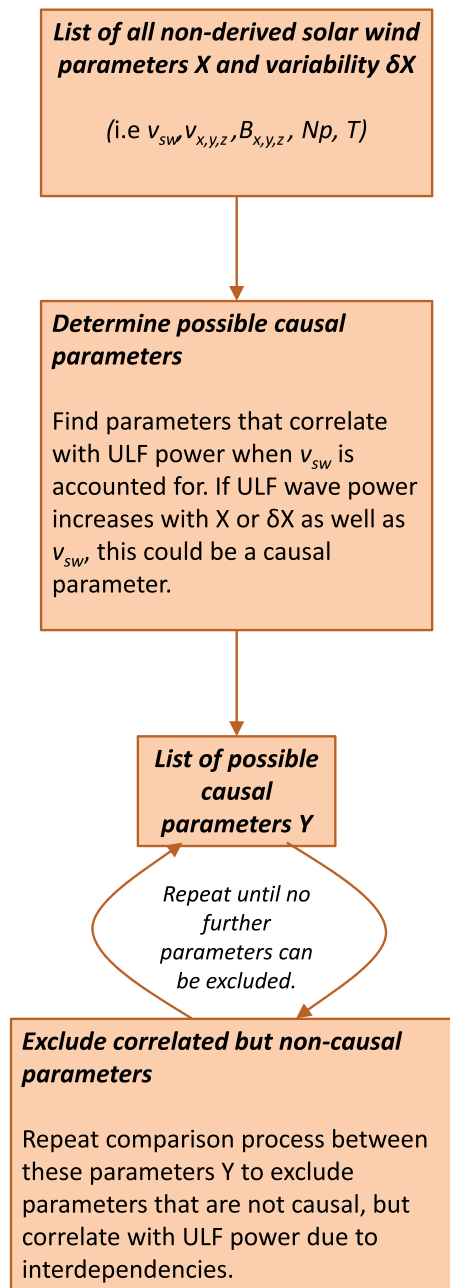 List of all non-derived solar wind
parameters X and variability δX
(i.e v_sw, v_x,y,z ,B_x,y,z , Np, T)
Determine possible causal
parameters
Find parameters that correlate
with ULF power when v_sw is
accounted for. If ULF wave power
increases with X or δX as well as
v_sw, this could be a causal
parameter.
List of possible
causal
parameters Y
Repeat until no
further
parameters can
be excluded.
Exclude correlated but non-causal
parameters
Repeat comparison process between
these parameters Y to exclude
parameters that are not causal, but
correlate with ULF power due to
interdependencies.